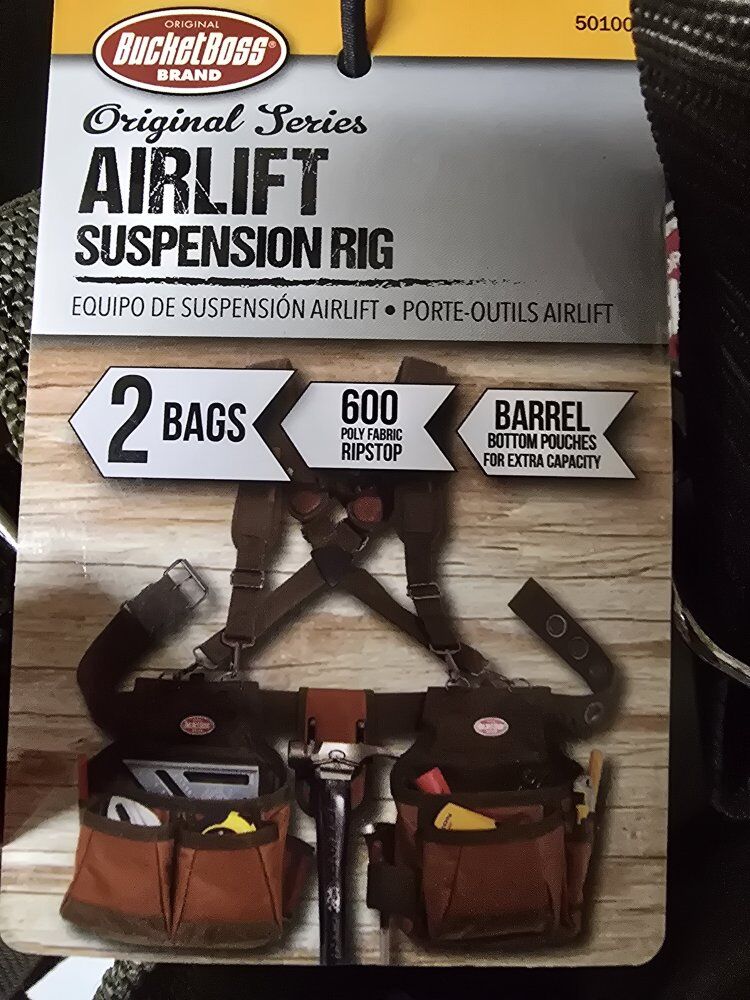 ORIGINAL
BucketBoss®
BRAND
50100
Original Series
AIRLIFT
SUSPENSION RIG
EQUIPO DE SUSPENSIÓN AIRLIFT • PORTE-OUTILS AIRLIFT
2 BAGS
600
POLY FABRIC
RIPSTOP
BARREL
BOTTOM POUCHES
FOR EXTRA CAPACITY